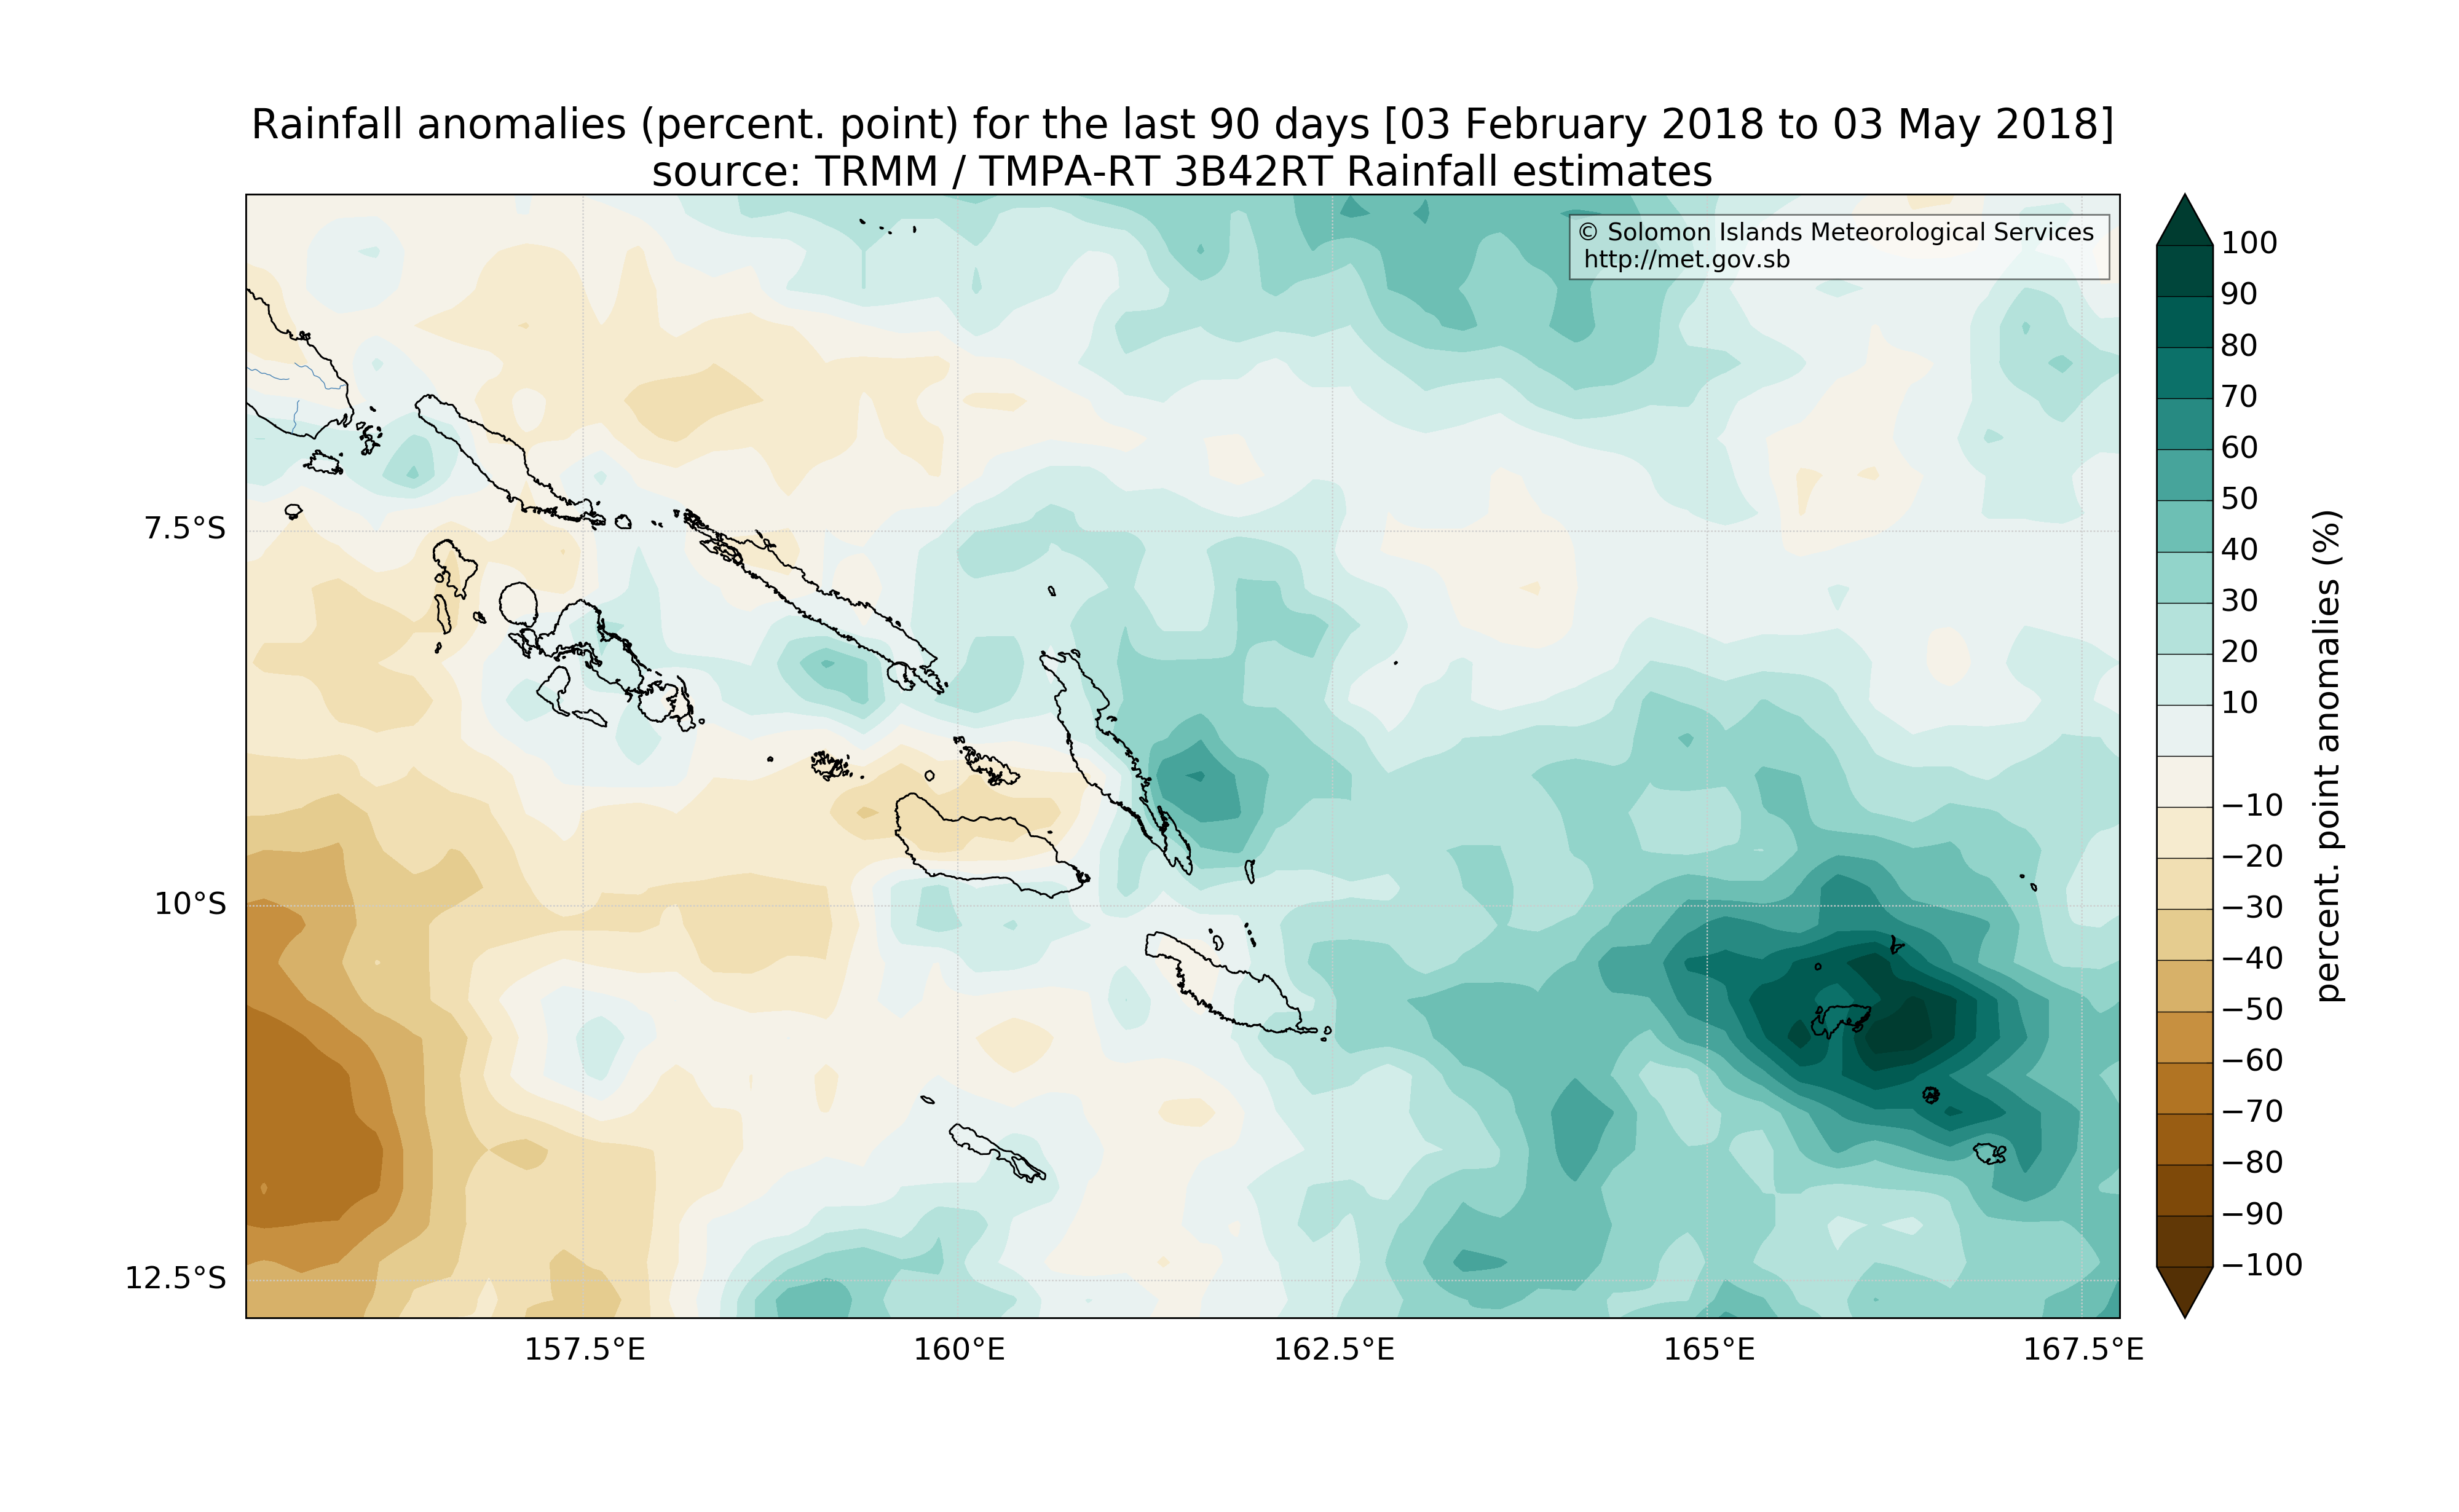 Rainfall anomalies (percent. point) for the last 90 days [03 February 2018 to 03 May 2018]
source: TRMM / TMPA-RT 3B42RT Rainfall estimates
© Solomon Islands Meteorological Services
http://met.gov.sb
7.5°S
10°S
12.5°S
157.5°E
160°E
162.5°E
165°E
167.5°E
100
90
80
70
60
50
40
30
20
10
−10
−20
−30
−40
−50
−60
−70
−80
−90
−100
percent. point anomalies (%)